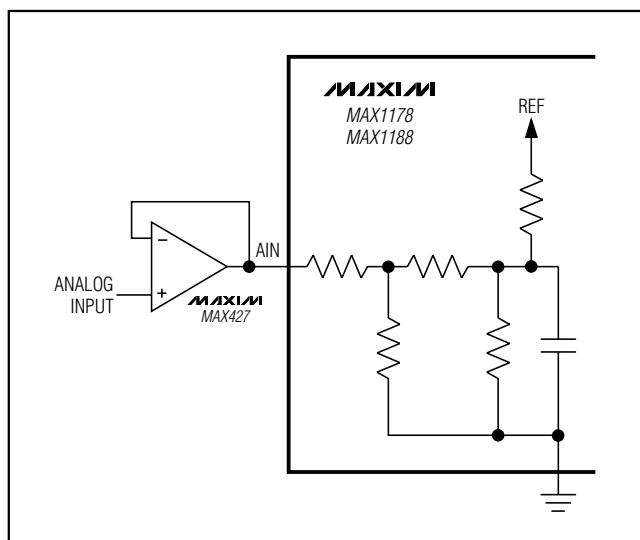 MAXIM
MAX1178
MAX1188
REF
AIN
−
+
ANALOG
INPUT
MAXIM
MAX427